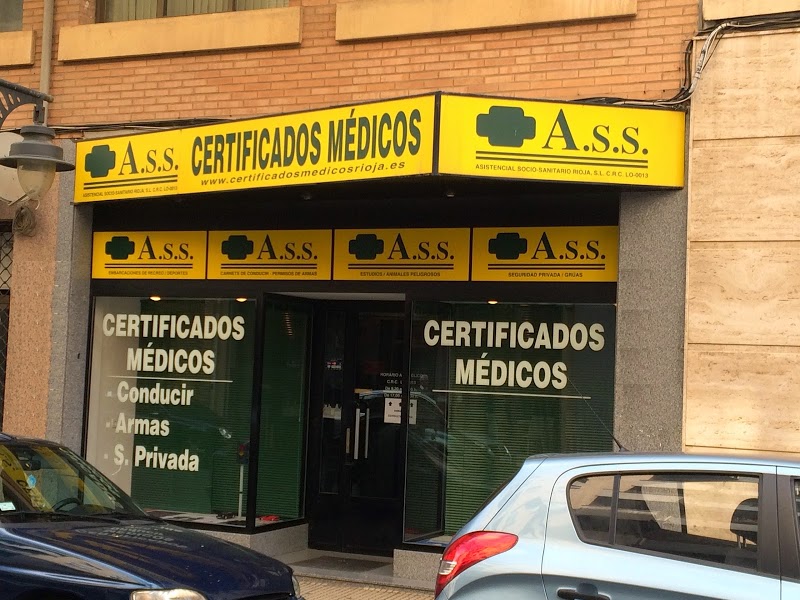 A.s.s. CERTIFICADOS MÉDICOS
www.certificadosmedicosrioja.es
ASISTENCIAL SOCIO-SANITARIO RIOJA, S.L. C.R.C. LO-0013
A.s.s.
ASISTENCIAL SOCIO-SANITARIO RIOJA, S.L. C.R.C. LO-0013
A.s.s.
EMBARCACIONES DE RECREO / DEPORTES
A.s.s.
CARNETS DE CONDUCIR - PERMISOS DE ARMAS
A.s.s.
ESTUDIOS / ANIMALES PELIGROSOS
A.s.s.
SEGURIDAD PRIVADA / GRÚAS
CERTIFICADOS
MÉDICOS
- Conducir
- Armas
- S. Privada
CERTIFICADOS
MÉDICOS
HORARIO
C.R.C.